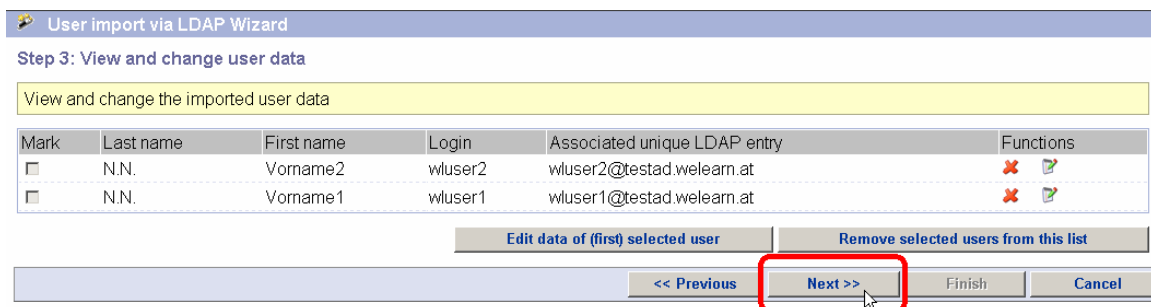 User import via LDAP Wizard
Step 3: View and change user data
View and change the imported user data
Mark Last name First name Login Associated unique LDAP entry Functions
N.N. Vorname2 wluser2 wluser2@testad.welearn.at
N.N. Vorname1 wluser1 wluser1@testad.welearn.at
Edit data of (first) selected user Remove selected users from this list
<< Previous Next >> Finish Cancel